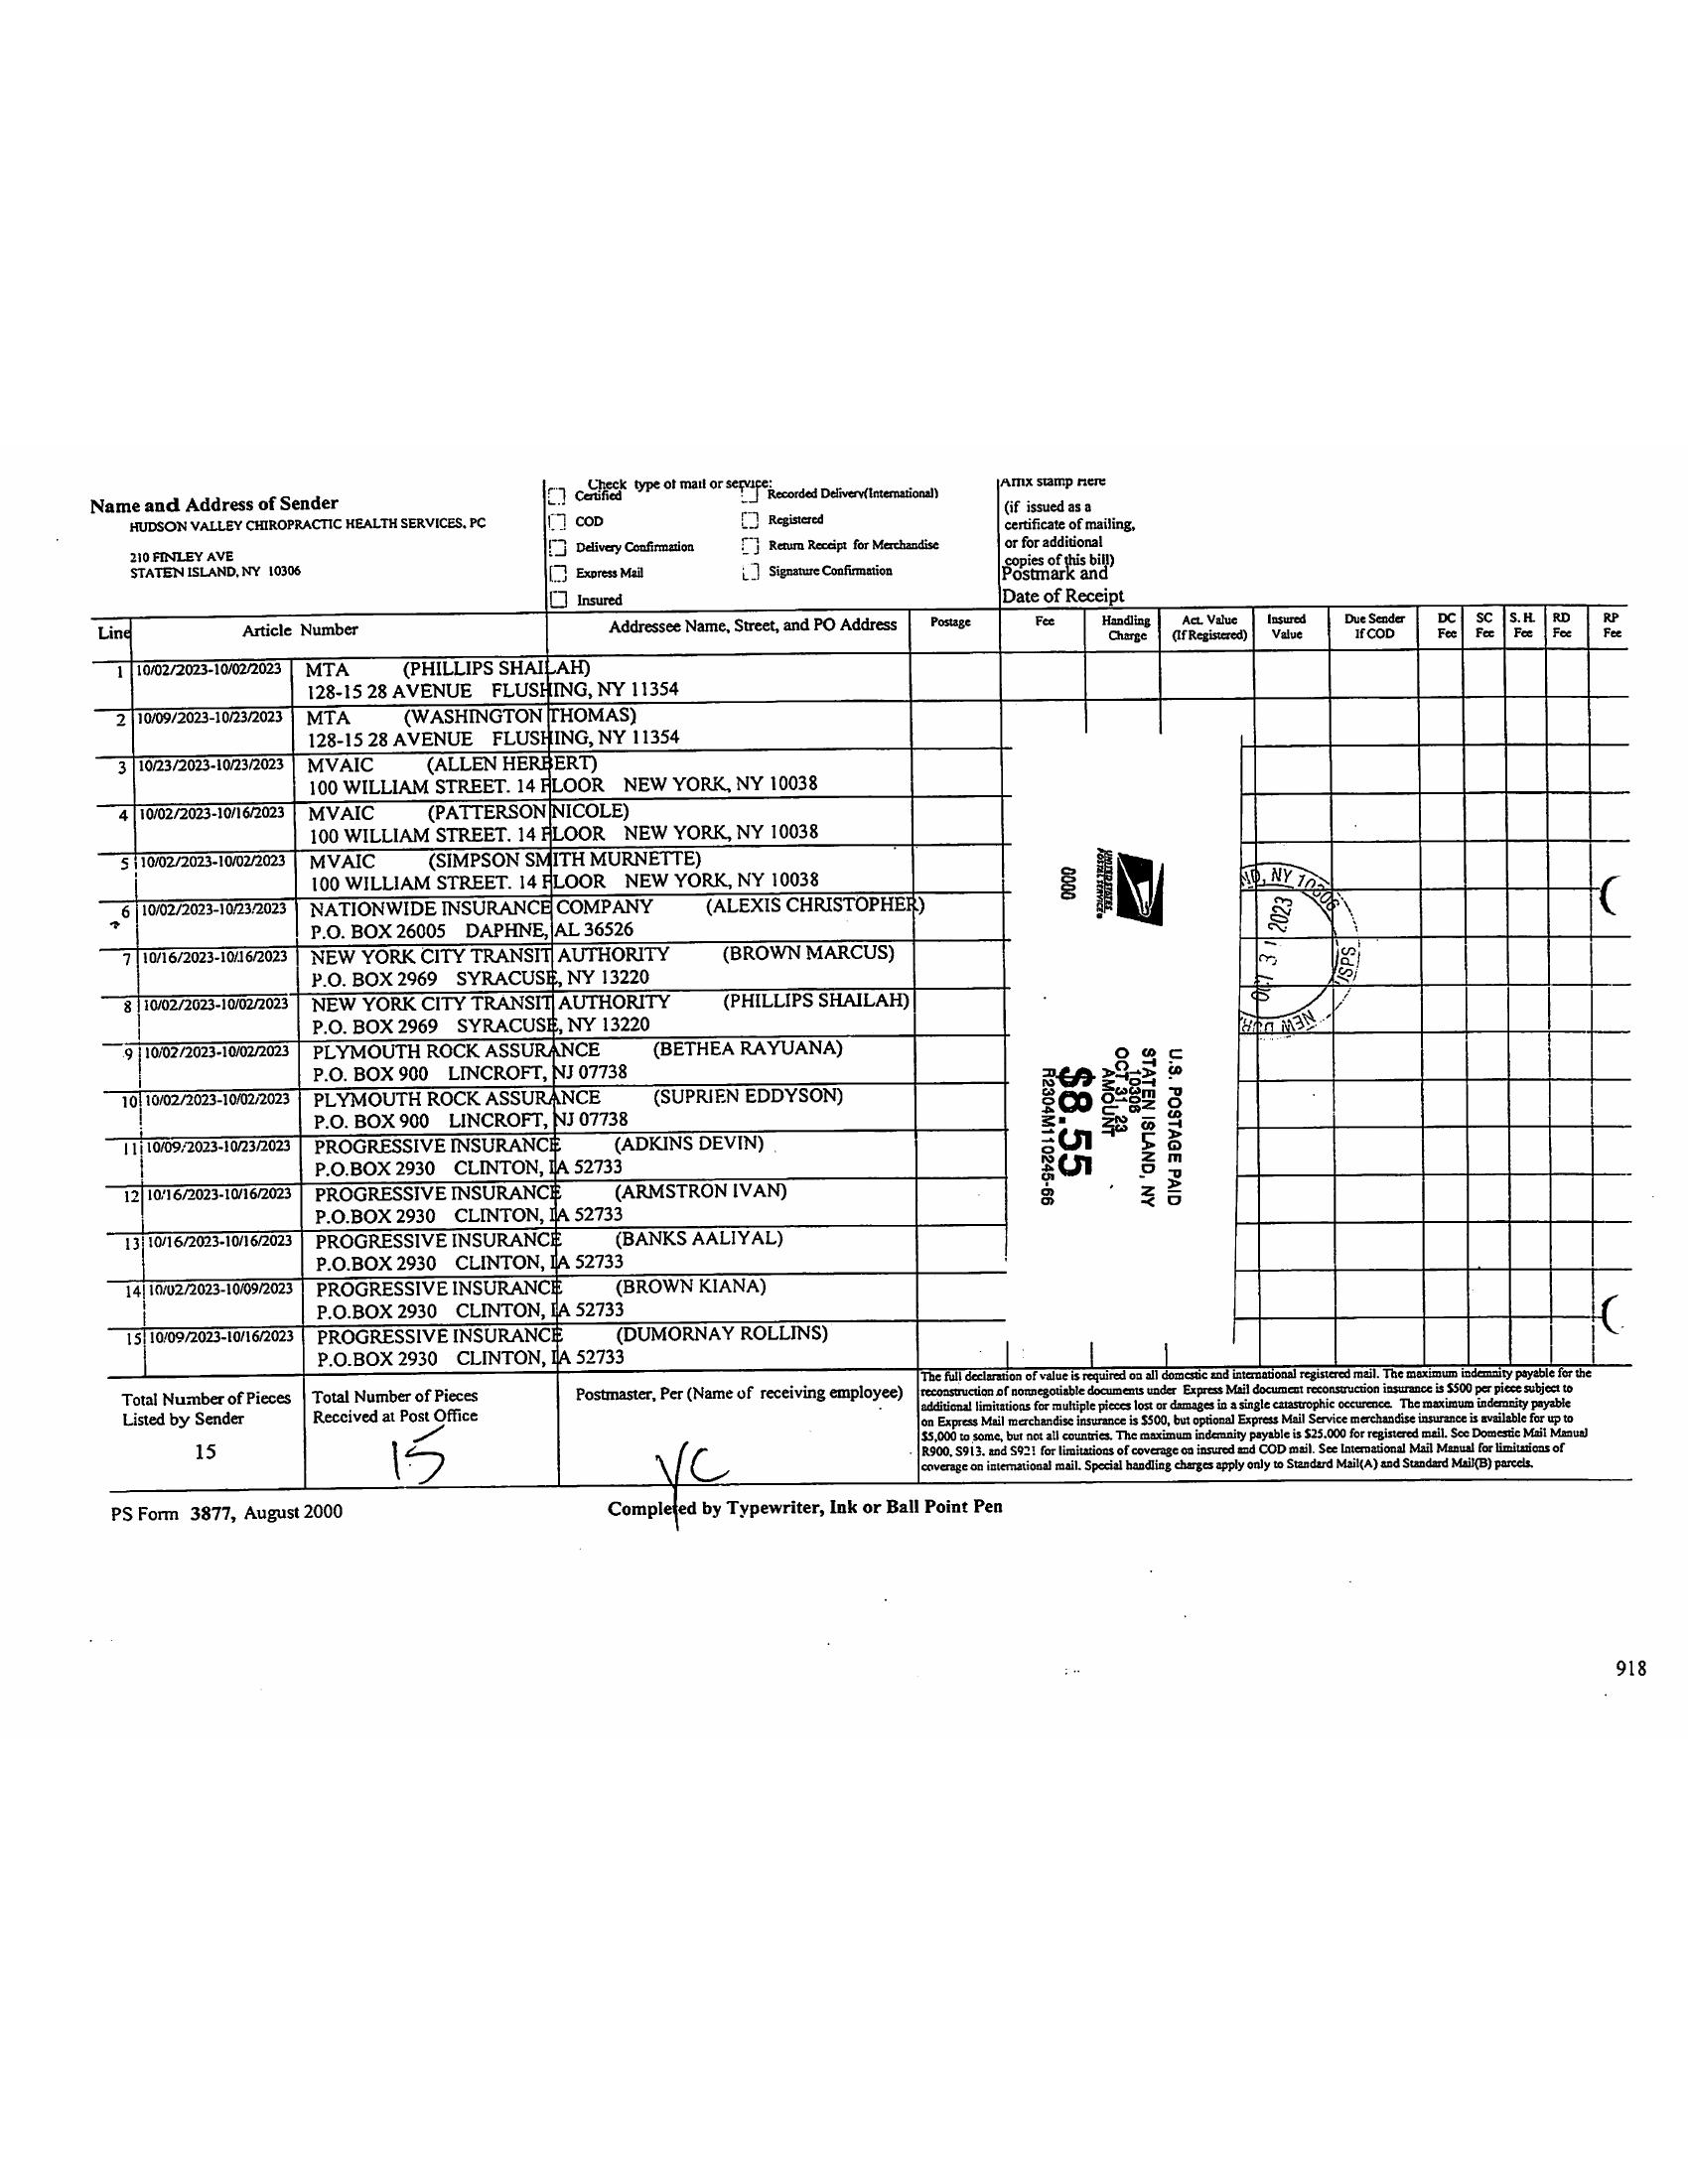 Name and Address of Sender
HUDSON VALLEY CHIROPRACTIC HEALTH SERVICES, PC
210 FINLEY AVE
STATEN ISLAND, NY 10306
Check type of mail or service:
Certified
Recorded Delivery(International)
COD
Registered
Delivery Confirmation
Return Receipt for Merchandise
Express Mail
Signature Confirmation
Insured
Affix stamp Here
(if issued as a
certificate of mailing,
or for additional
copies of this bill)
Postmark and
Date of Receipt
Line Article Number Addressee Name, Street, and PO Address Postage Fee Handling Charge Act. Value (If Registered) Insured Value Due Sender If COD DC Fee SC Fee S.H. Fee RD Fee RP Fee
1 10/02/2023-10/02/2023 MTA (PHILLIPS SHAILAH)
128-15 28 AVENUE FLUSHING, NY 11354
2 10/09/2023-10/23/2023 MTA (WASHINGTON THOMAS)
128-15 28 AVENUE FLUSHING, NY 11354
3 10/23/2023-10/23/2023 MVAIC (ALLEN HERBERT)
100 WILLIAM STREET. 14 FLOOR NEW YORK, NY 10038
4 10/02/2023-10/16/2023 MVAIC (PATTERSON NICOLE)
100 WILLIAM STREET. 14 FLOOR NEW YORK, NY 10038
5 10/02/2023-10/02/2023 MVAIC (SIMPSON SMITH MURNETTE)
100 WILLIAM STREET. 14 FLOOR NEW YORK, NY 10038
6 10/02/2023-10/23/2023 NATIONWIDE INSURANCE COMPANY (ALEXIS CHRISTOPHER)
P.O. BOX 26005 DAPHNE, AL 36526
7 10/16/2023-10/16/2023 NEW YORK CITY TRANSIT AUTHORITY (BROWN MARCUS)
P.O. BOX 2969 SYRACUSE, NY 13220
8 10/02/2023-10/02/2023 NEW YORK CITY TRANSIT AUTHORITY (PHILLIPS SHAILAH)
P.O. BOX 2969 SYRACUSE, NY 13220
9 10/02/2023-10/02/2023 PLYMOUTH ROCK ASSURANCE (BETHEA RAYUANA)
P.O. BOX 900 LINCROFT, NJ 07738
10 10/02/2023-10/02/2023 PLYMOUTH ROCK ASSURANCE (SUPRIEN EDDYSON)
P.O. BOX 900 LINCROFT, NJ 07738
11 10/09/2023-10/23/2023 PROGRESSIVE INSURANCE (ADKINS DEVIN)
P.O.BOX 2930 CLINTON, IA 52733
12 10/16/2023-10/16/2023 PROGRESSIVE INSURANCE (ARMSTRON IVAN)
P.O.BOX 2930 CLINTON, IA 52733
13 10/16/2023-10/16/2023 PROGRESSIVE INSURANCE (BANKS AALIYAL)
P.O.BOX 2930 CLINTON, IA 52733
14 10/02/2023-10/09/2023 PROGRESSIVE INSURANCE (BROWN KIANA)
P.O.BOX 2930 CLINTON, IA 52733
15 10/09/2023-10/16/2023 PROGRESSIVE INSURANCE (DUMORNAY ROLLINS)
P.O.BOX 2930 CLINTON, IA 52733
UNITED STATES
POSTAL SERVICE
0000
U.S. POSTAGE PAID
STATEN ISLAND, NY
10306
OCT 31, 23
AMOUNT
$8.55
R2304M110245-66
ND, NY 10306
OCT 31 2023
USPS
NEW
Total Number of Pieces
Listed by Sender
15
Total Number of Pieces
Received at Post Office
15
Postmaster, Per (Name of receiving employee)
YC
The full declaration of value is required on all domestic and international registered mail. The maximum indemnity payable for the
reconstruction of nonnegotiable documents under Express Mail document reconstruction insurance is $500 per piece subject to
additional limitations for multiple pieces lost or damages in a single catastrophic occurence. The maximum indemnity payable
on Express Mail merchandise insurance is $500, but optional Express Mail Service merchandise insurance is available for up to
$5,000 to some, but not all countries. The maximum indemnity payable is $25.000 for registered mail. See Domestic Mail Manual
R900, S913, and S921 for limitations of coverage on insured and COD mail. See International Mail Manual for limitations of
coverage on international mail. Special handling charges apply only to Standard Mail(A) and Standard Mail(B) parcels.
PS Form 3877, August 2000
Completed by Typewriter, Ink or Ball Point Pen
918